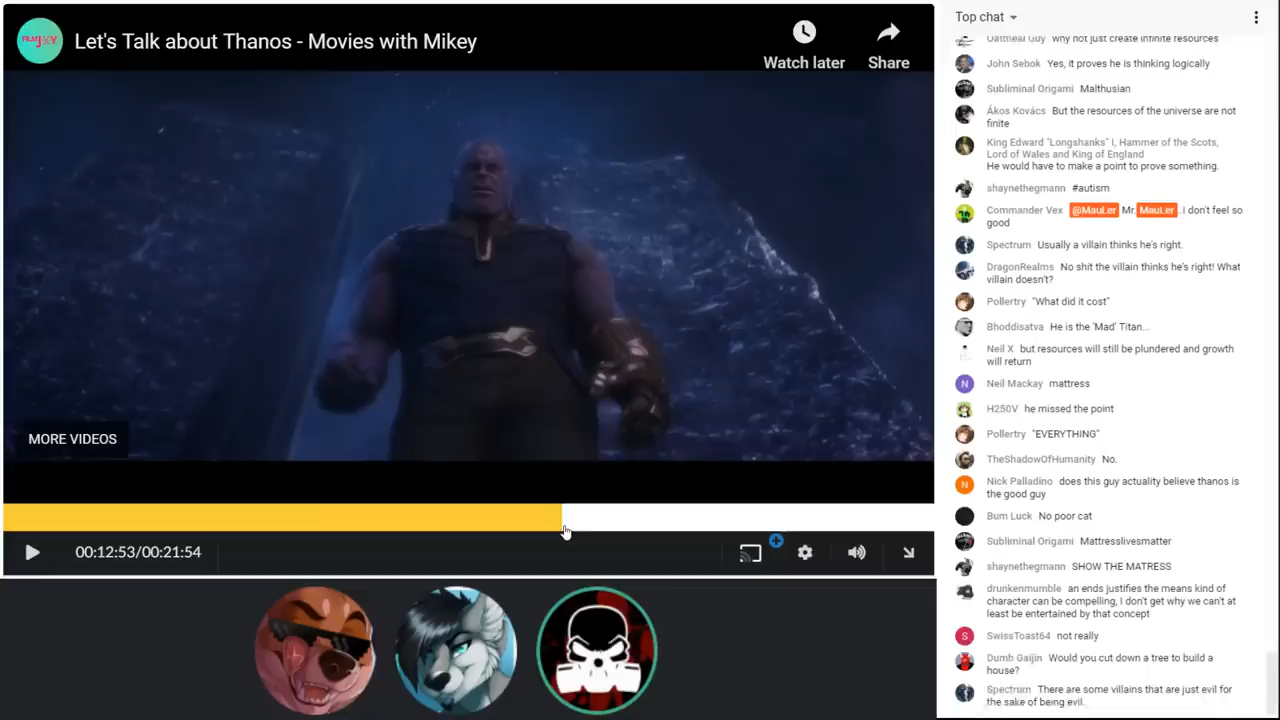 Let's Talk about Thanos - Movies with Mikey
Watch later
Share
MORE VIDEOS
00:12:53/00:21:54
Top chat
Oatmeal Guy why not just create infinite resources
John Sebok Yes, it proves he is thinking logically
Subliminal Origami Malthusian
Ákos Kovács But the resources of the universe are not
finite
King Edward "Longshanks" I, Hammer of the Scots,
Lord of Wales and King of England
He would have to make a point to prove something.
shaynethegmann #autism
Commander Vex @MauLer Mr. MauLer ..I don't feel so
good
Spectrum Usually a villain thinks he's right.
DragonRealms No shit the villain thinks he's right! What
villain doesn't?
Pollertry "What did it cost"
Bhoddisatva He is the 'Mad' Titan...
Neil X but resources will still be plundered and growth
will return
N
Neil Mackay mattress
H250V he missed the point
Pollertry "EVERYTHING"
TheShadowOfHumanity No.
N
Nick Palladino does this guy actuality believe thanos is
the good guy
Bum Luck No poor cat
Subliminal Origami Mattresslivesmatter
shaynethegmann SHOW THE MATRESS
drunkenmumble an ends justifies the means kind of
character can be compelling, I don't get why we can't at
least be entertained by that concept
S
SwissToast64 not really
Dumb Gaijin Would you cut down a tree to build a
house?
Spectrum There are some villains that are just evil for
the sake of being evil.